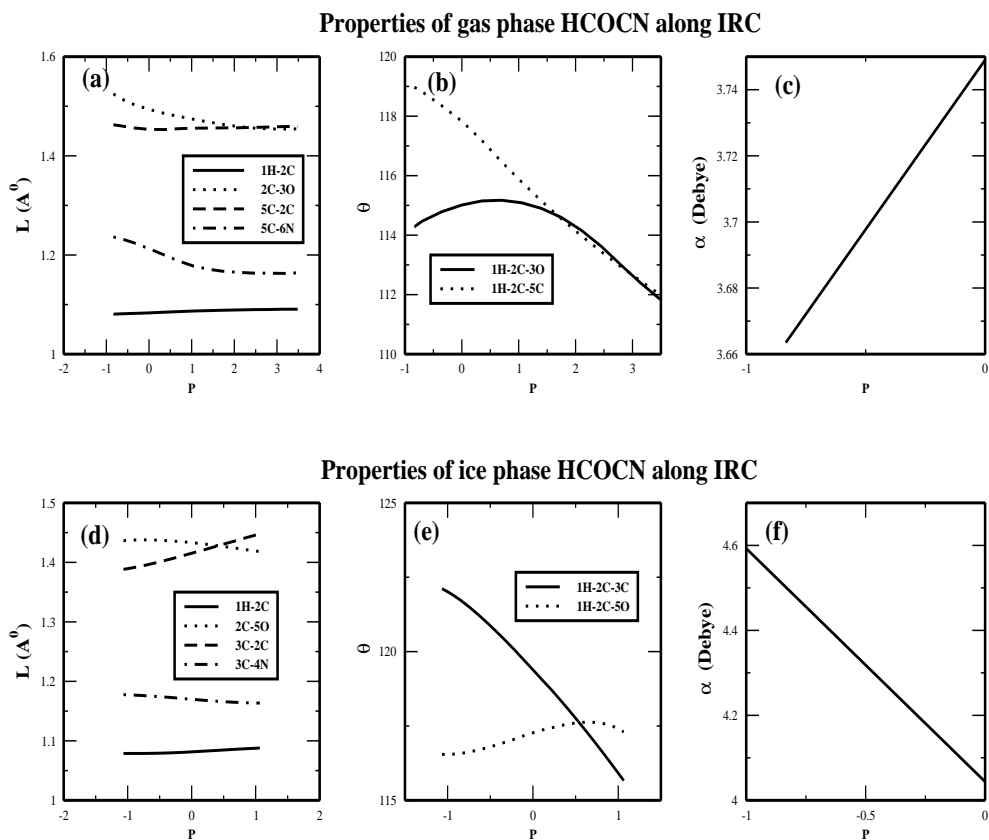 Properties of gas phase HCOCN along IRC
(a)
1.6
1.4
1.2
1
L (A⁰)
1H-2C
2C-3O
5C-2C
5C-6N
-2 -1 0 1 2 3 4
P
(b)
120
118
116
114
112
110
θ
1H-2C-3O
1H-2C-5C
-1 0 1 2 3
P
(c)
3.74
3.72
3.7
3.68
3.66
α (Debye)
-1 -0.5 0
P
Properties of ice phase HCOCN along IRC
(d)
1.5
1.4
1.3
1.2
1.1
1
L (A⁰)
1H-2C
2C-5O
3C-2C
3C-4N
-2 -1 0 1 2
P
(e)
125
120
115
θ
1H-2C-3C
1H-2C-5O
-1 0 1
P
(f)
4.6
4.4
4.2
4
α (Debye)
-1 -0.5 0
P